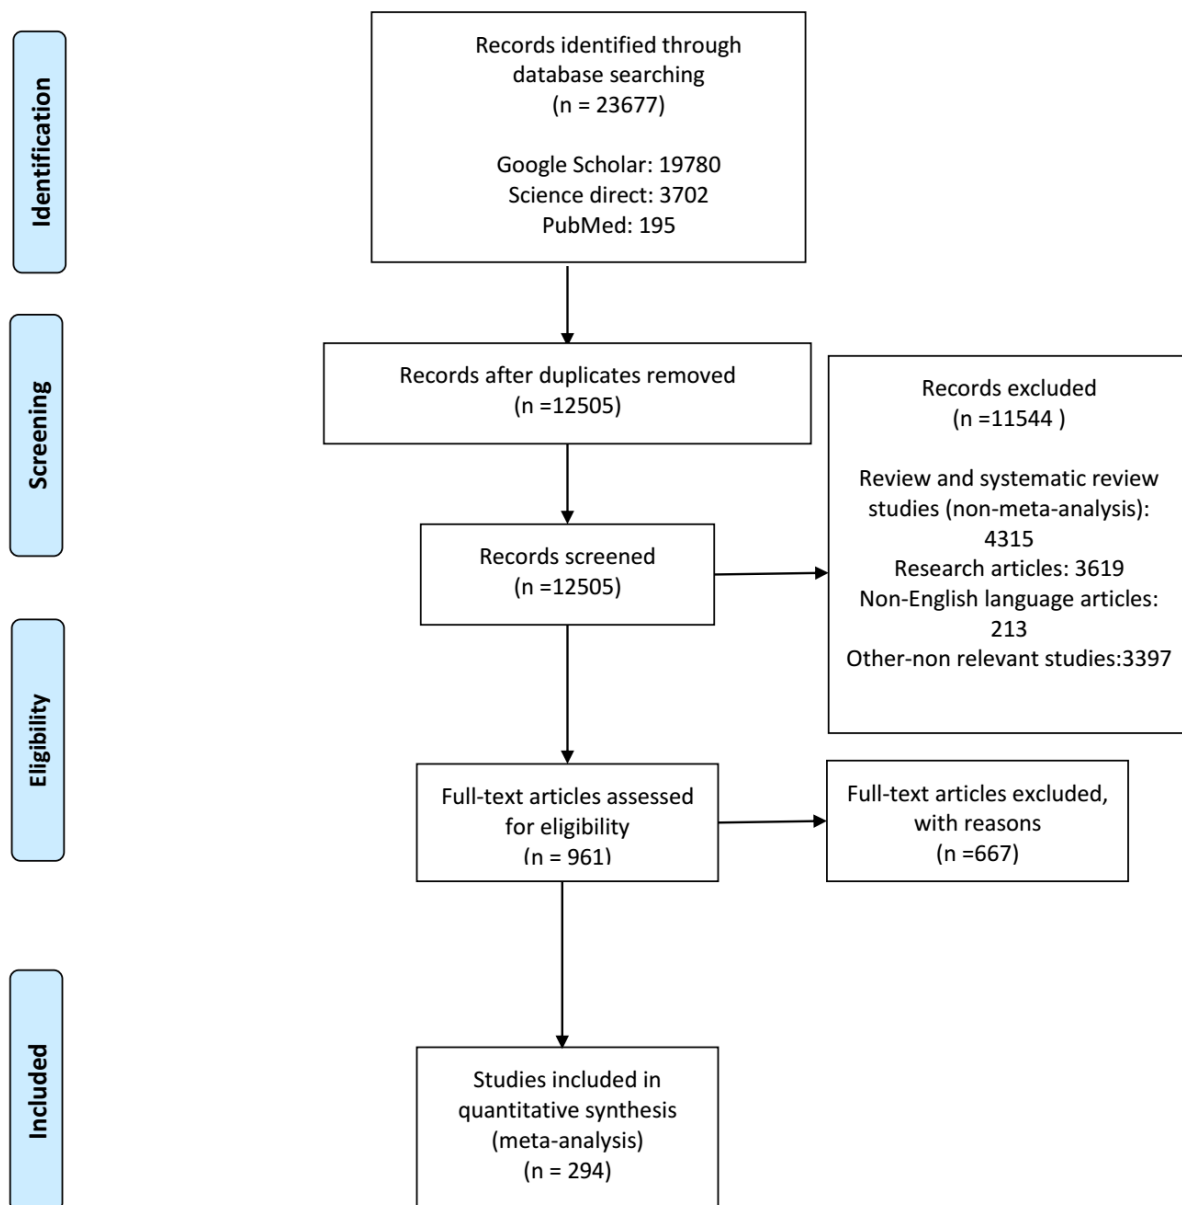 Identification
Records identified through
database searching
(n = 23677)
Google Scholar: 19780
Science direct: 3702
PubMed: 195
Screening
Records after duplicates removed
(n =12505)
Records screened
(n =12505)
Records excluded
(n =11544 )
Review and systematic review
studies (non-meta-analysis):
4315
Research articles: 3619
Non-English language articles:
213
Other-non relevant studies:3397
Eligibility
Full-text articles assessed
for eligibility
(n = 961)
Full-text articles excluded,
with reasons
(n =667)
Included
Studies included in
quantitative synthesis
(meta-analysis)
(n = 294)